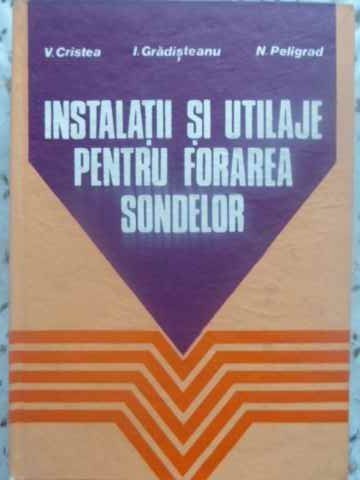 V. Cristea I. Grădișteanu N. Peligrad
INSTALAȚII ȘI UTILAJE
PENTRU FORAREA
SONDELOR